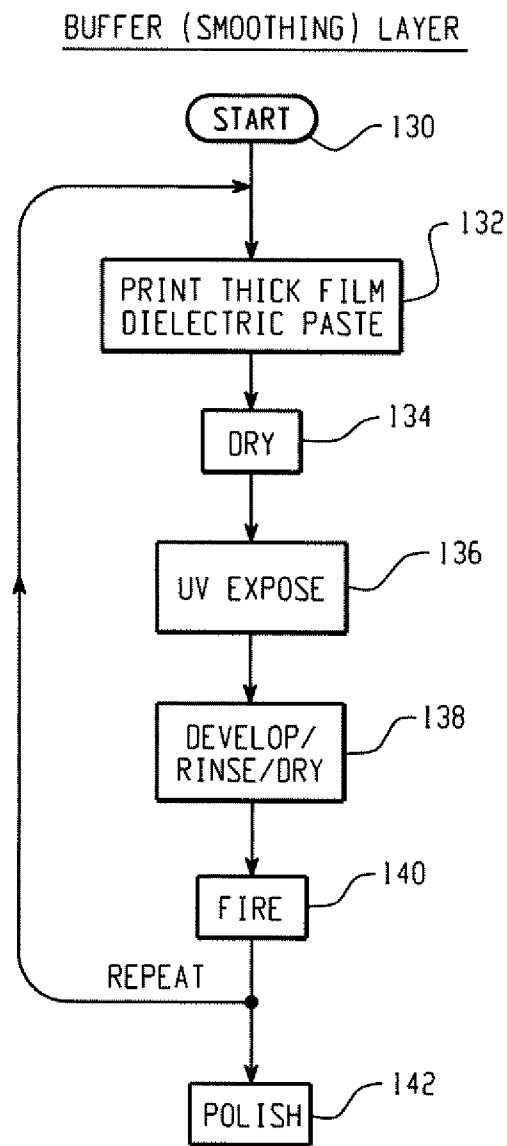 BUFFER (SMOOTHING) LAYER
START
130
132
PRINT THICK FILM
DIELECTRIC PASTE
134
DRY
136
UV EXPOSE
138
DEVELOP/
RINSE/DRY
140
FIRE
REPEAT
142
POLISH